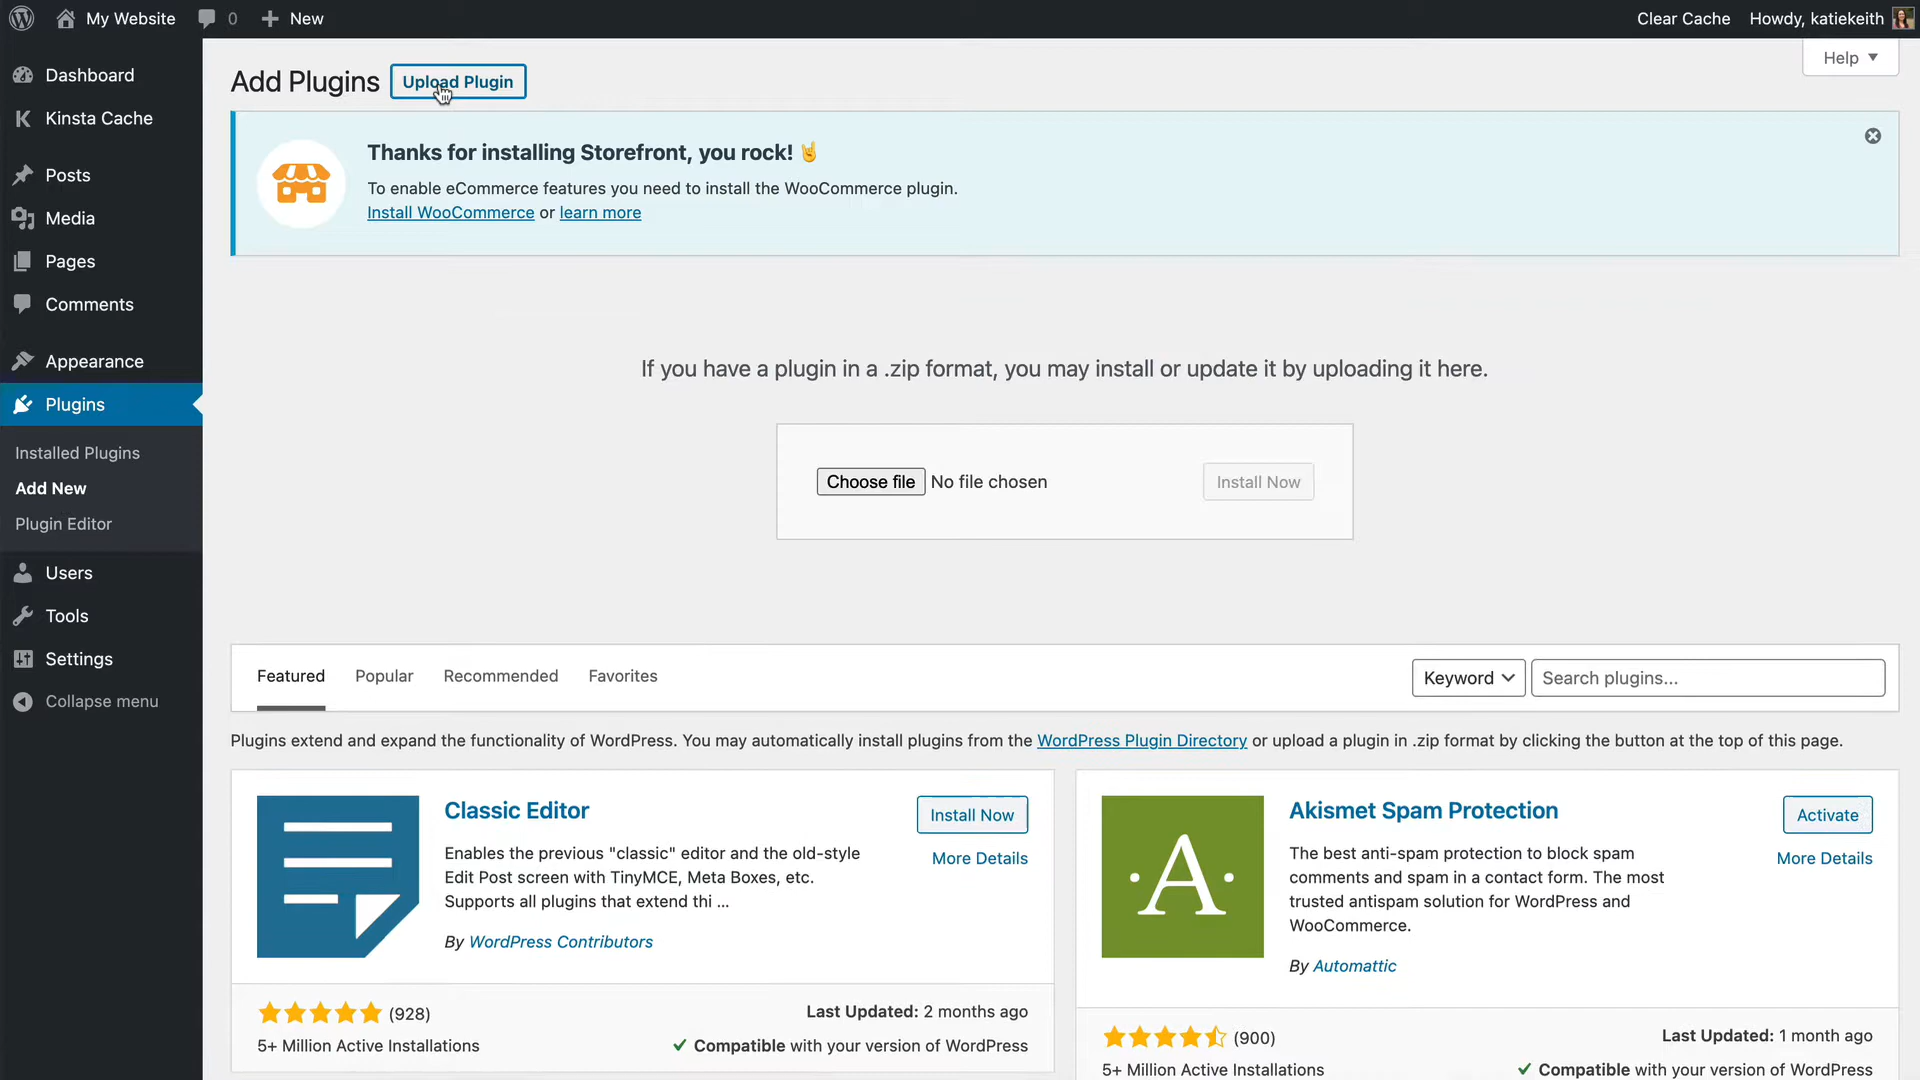 My Website
0
New
Clear Cache
Howdy, katiekeith
Dashboard
Kinsta Cache
Posts
Media
Pages
Comments
Appearance
Plugins
Installed Plugins
Add New
Plugin Editor
Users
Tools
Settings
Collapse menu
Help
Add Plugins
Upload Plugin
Thanks for installing Storefront, you rock! 🤘
To enable eCommerce features you need to install the WooCommerce plugin.
Install WooCommerce or learn more
If you have a plugin in a .zip format, you may install or update it by uploading it here.
Choose file No file chosen
Install Now
Featured
Popular
Recommended
Favorites
Keyword
Search plugins...
Plugins extend and expand the functionality of WordPress. You may automatically install plugins from the WordPress Plugin Directory or upload a plugin in .zip format by clicking the button at the top of this page.
Classic Editor
Install Now
More Details
Enables the previous "classic" editor and the old-style
Edit Post screen with TinyMCE, Meta Boxes, etc.
Supports all plugins that extend thi ...
By WordPress Contributors
(928)
Last Updated: 2 months ago
5+ Million Active Installations
✓ Compatible with your version of WordPress
A
Akismet Spam Protection
Activate
More Details
The best anti-spam protection to block spam
comments and spam in a contact form. The most
trusted antispam solution for WordPress and
WooCommerce.
By Automattic
(900)
Last Updated: 1 month ago
5+ Million Active Installations
✓ Compatible with your version of WordPress